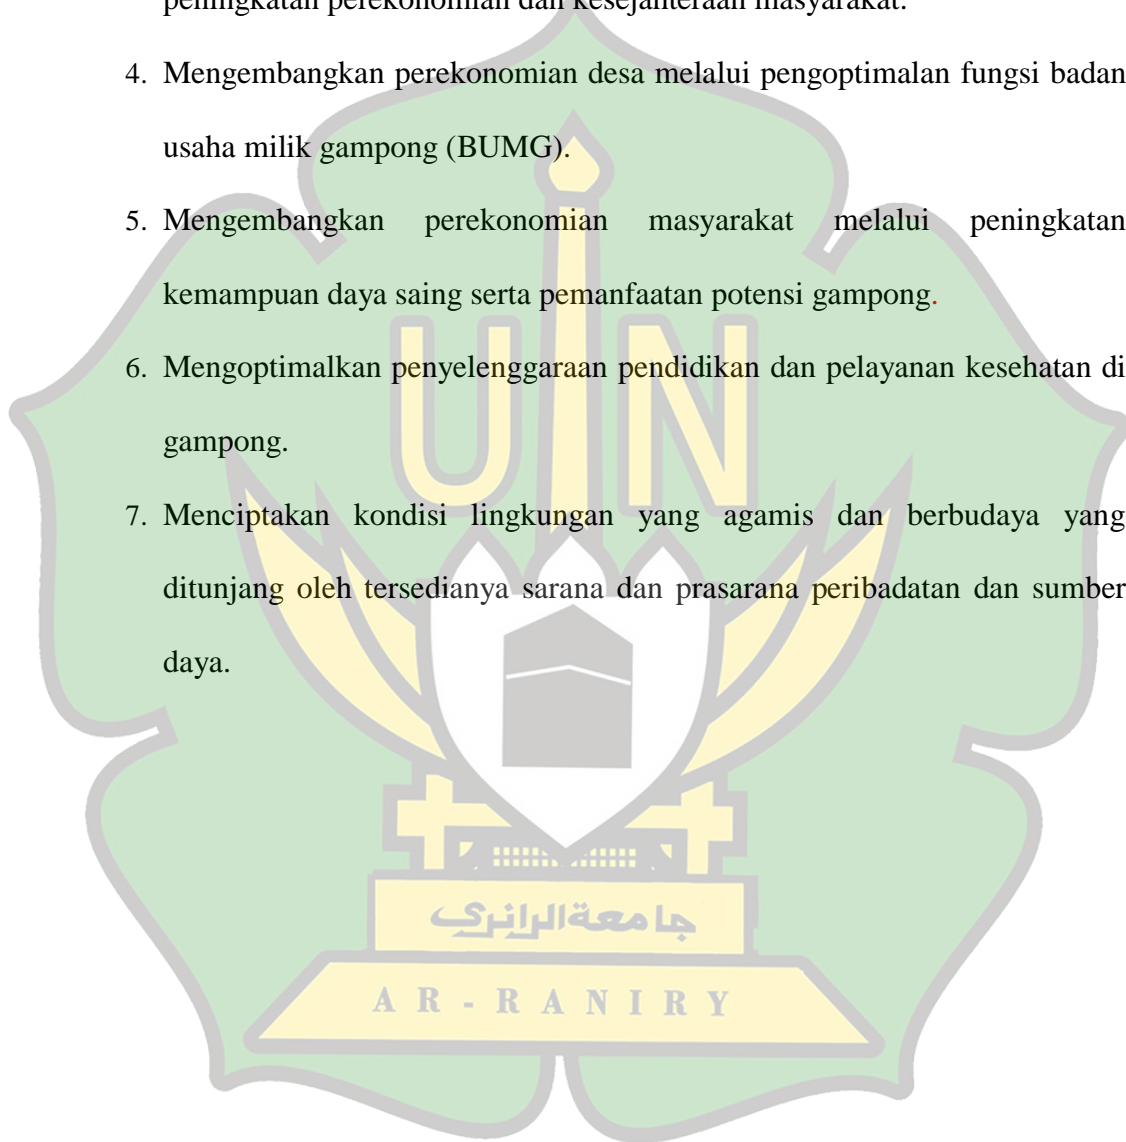 peningkatan perekonomian dan kesejahteraan masyarakat.
4. Mengembangkan perekonomian desa melalui pengoptimalan fungsi badan
usaha milik gampong (BUMG).
5. Mengembangkan perekonomian masyarakat melalui peningkatan
kemampuan daya saing serta pemanfaatan potensi gampong.
6. Mengoptimalkan penyelenggaraan pendidikan dan pelayanan kesehatan di
gampong.
7. Menciptakan kondisi lingkungan yang agamis dan berbudaya yang
ditunjang oleh tersedianya sarana dan prasarana peribadatan dan sumber
daya.
UIN
جامعةالرانرك
AR-RANIRY